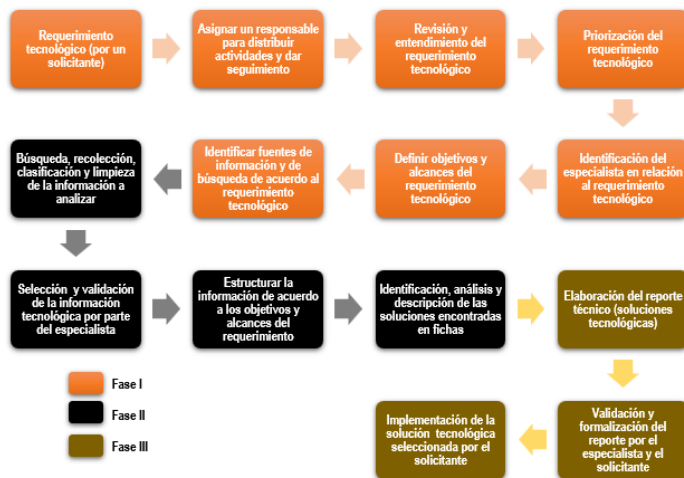 Requerimiento
tecnológico (por un
solicitante)
Asignar un responsable
para distribuir
actividades y dar
seguimiento
Revisión y
entendimiento del
requerimiento
tecnológico
Priorización del
requerimiento
tecnológico
Identificación del
especialista en relación
al requerimiento
tecnológico
Definir objetivos y
alcances del
requerimiento
tecnológico
Identificar fuentes de
información y de
búsqueda de acuerdo al
requerimiento
tecnológico
Búsqueda, recolección,
clasificación y limpieza
de la información a
analizar
Selección y validación
de la información
tecnológica por parte
del especialista
Estructurar la
información de acuerdo
a los objetivos y
alcances del
requerimiento
Identificación, análisis y
descripción de las
soluciones encontradas
en fichas
Elaboración del reporte
técnico (soluciones
tecnológicas)
Validación y
formalización del
reporte por el
especialista y el
solicitante
Implementación de la
solución tecnológica
seleccionada por el
solicitante
Fase I
Fase II
Fase III